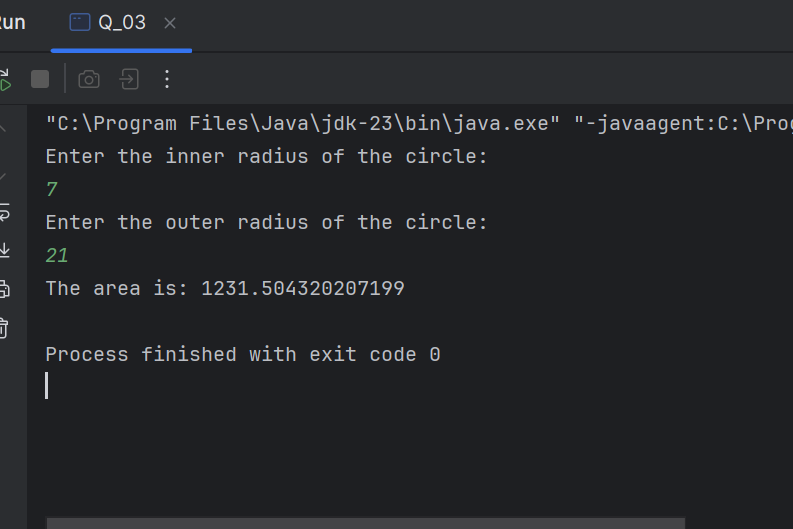 Q_03
"C:\Program Files\Java\jdk-23\bin\java.exe" "-javaagent:C:\Prog
Enter the inner radius of the circle:
7
Enter the outer radius of the circle:
21
The area is: 1231.504320207199
Process finished with exit code 0